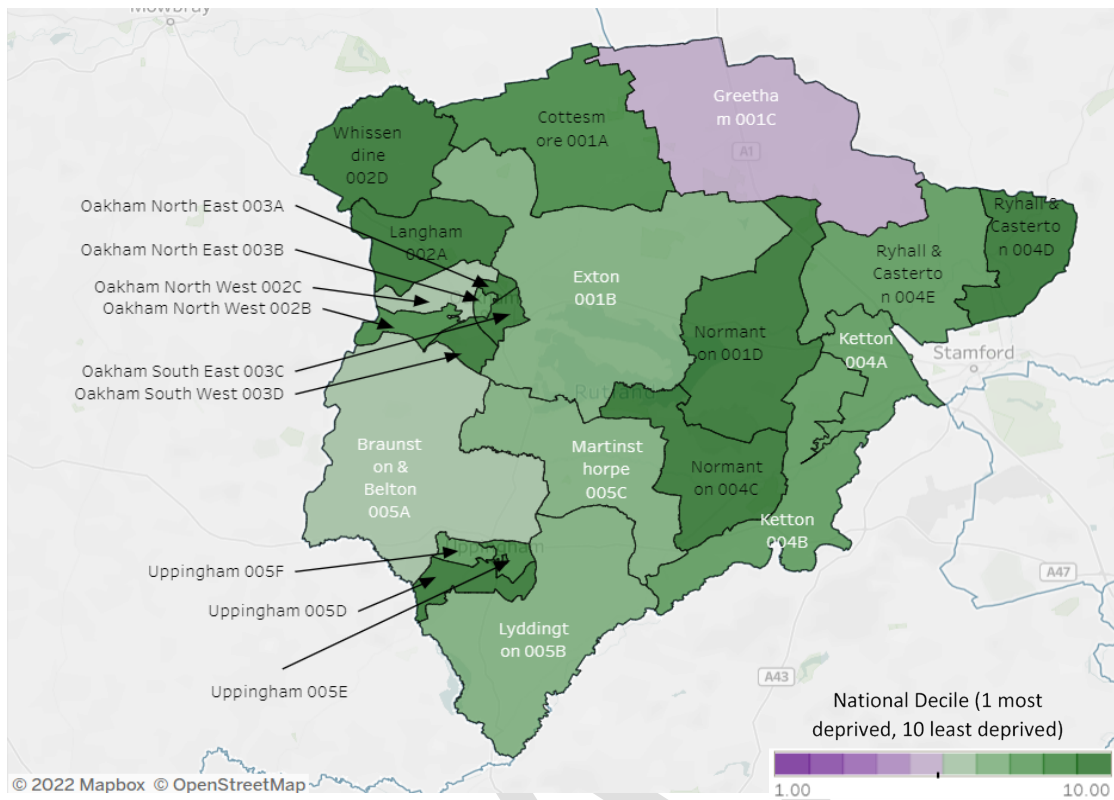 Mowbray
Greetha
m 001C
Cottesm
ore 001A
A1
Whissen
dine
002D
Oakham North East 003A
Ryhall &
Casterto
n 004D
Langham
002A
Oakham North East 003B
Ryhall &
Casterto
n 004E
Exton
001B
Oakham North West 002C
Oakham North West 002B
Oakham
Normant
on 001D
Ketton
004A
Stamford
Oakham South East 003C
Oakham South West 003D
Rutland
Braunst
on &
Belton
005A
Martinst
horpe
005C
Normant
on 004C
Ketton
004B
Uppingham
Uppingham 005F
A47
Uppingham 005D
Lyddingt
on 005B
A43
Uppingham 005E
National Decile (1 most
deprived, 10 least deprived)
1.00 10.00
© 2022 Mapbox © OpenStreetMap